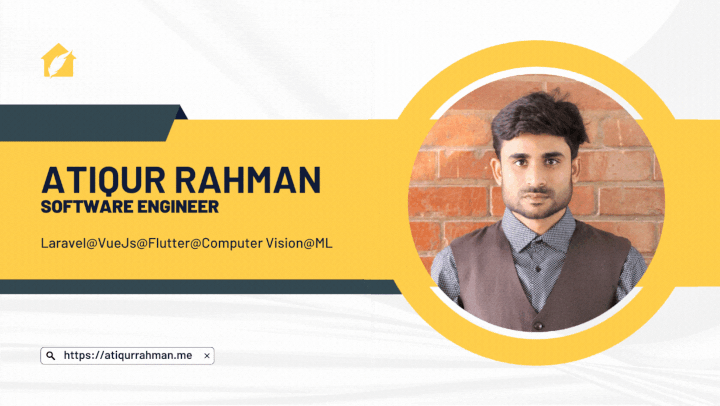 ATIQUR RAHMAN
SOFTWARE ENGINEER
Laravel@VueJs@Flutter@Computer Vision@ML
https://atiqurrahman.me ×